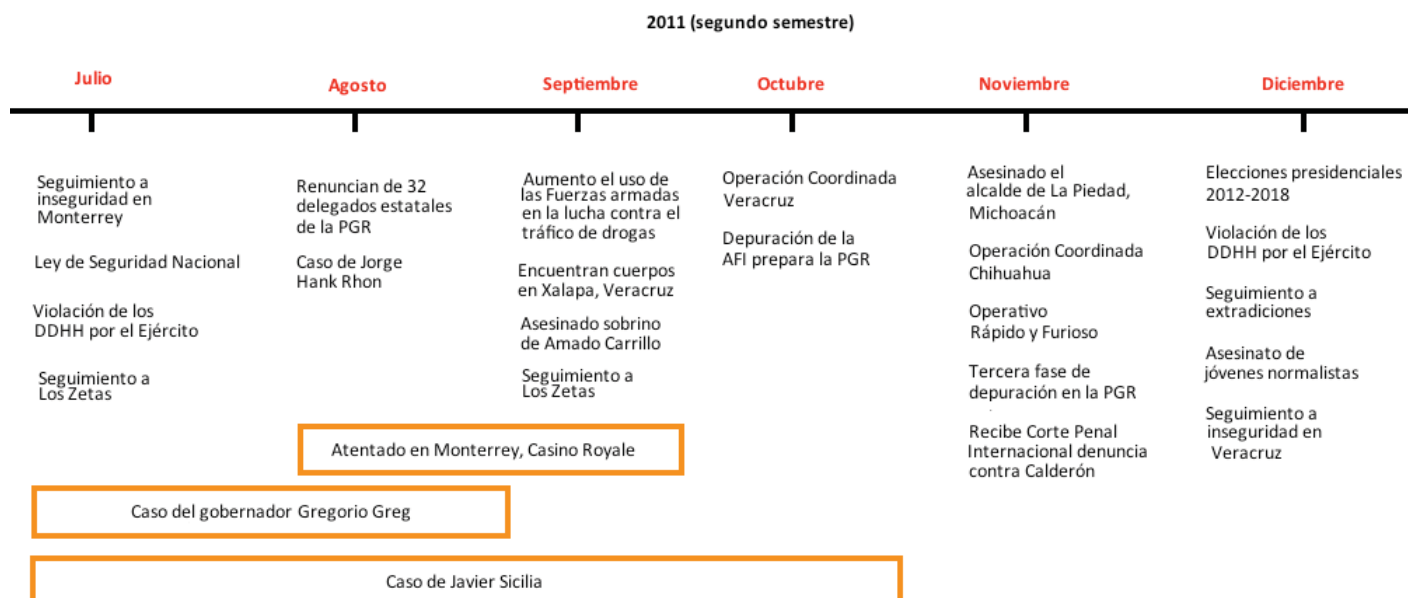 2011 (segundo semestre)
Julio
Agosto
Septiembre
Octubre
Noviembre
Diciembre
Seguimiento a
inseguridad en
Monterrey
Ley de Seguridad Nacional
Violación de los
DDHH por el Ejército
Seguimiento a
Los Zetas
Renuncian de 32
delegados estatales
de la PGR
Caso de Jorge
Hank Rhon
Aumento el uso de
las Fuerzas armadas
en la lucha contra el
tráfico de drogas
Encuentran cuerpos
en Xalapa, Veracruz
Asesinado sobrino
de Amado Carrillo
Seguimiento a
Los Zetas
Operación Coordinada
Veracruz
Depuración de la
AFI prepara la PGR
Asesinado el
alcalde de La Piedad,
Michoacán
Operación Coordinada
Chihuahua
Operativo
Rápido y Furioso
Tercera fase de
depuración en la PGR
Recibe Corte Penal
Internacional denuncia
contra Calderón
Elecciones presidenciales
2012-2018
Violación de los
DDHH por el Ejército
Seguimiento a
extradiciones
Asesinato de
jóvenes normalistas
Seguimiento a
inseguridad en
Veracruz
Atentado en Monterrey, Casino Royale
Caso del gobernador Gregorio Greg
Caso de Javier Sicilia